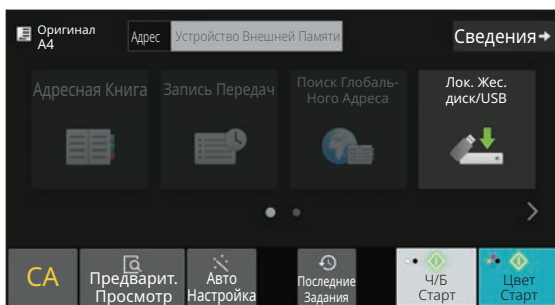 Оригинал
A4
Адрес
Устройство Внешней Памяти
Сведения
Адресная Книга
Запись Передач
Поиск Глобаль-
Ного Адреса
Лок. Жес.
диск/USB
CA
Предварит.
Просмотр
Авто
Настройка
Последние
Задания
Ч/Б
Старт
Цвет
Старт